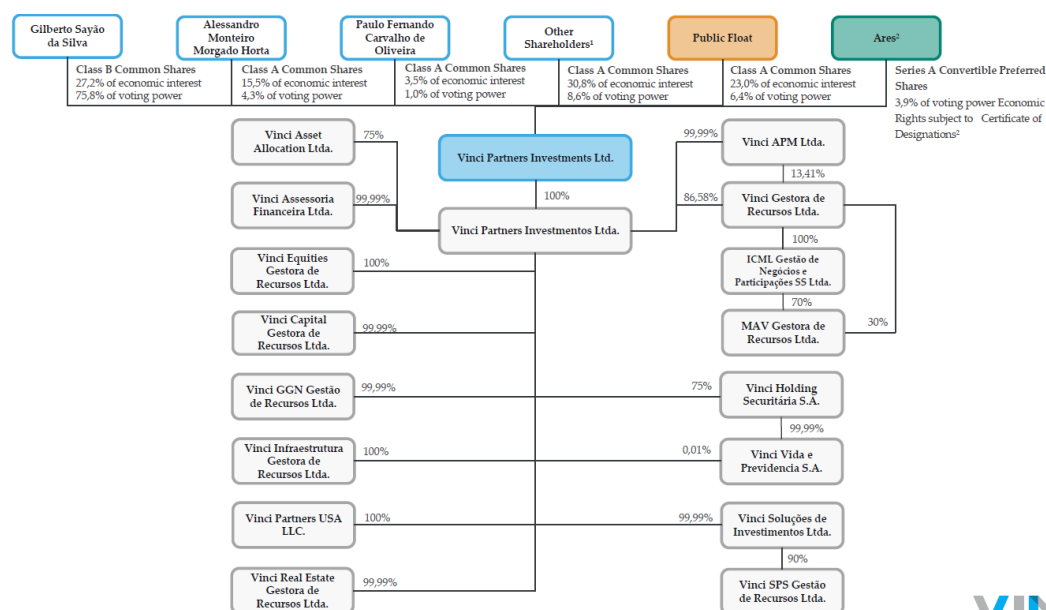 Gilberto Sayão
da Silva
Alessandro
Monteiro
Morgado Horta
Paulo Fernando
Carvalho de
Oliveira
Other
Shareholders¹
Public Float
Ares²
Class B Common Shares
27,2% of economic interest
75,8% of voting power
Class A Common Shares
15,5% of economic interest
4,3% of voting power
Class A Common Shares
3,5% of economic interest
1,0% of voting power
Class A Common Shares
30,8% of economic interest
8,6% of voting power
Class A Common Shares
23,0% of economic interest
6,4% of voting power
Series A Convertible Preferred
Shares
3,9% of voting power Economic
Rights subject to Certificate of
Designations²
Vinci Asset
Allocation Ltda.
75%
Vinci Partners Investments Ltd.
99,99%
Vinci APM Ltda.
13,41%
100%
Vinci Assessoria
Financeira Ltda.
99,99%
Vinci Partners Investimentos Ltda.
86,58%
Vinci Gestora de
Recursos Ltda.
100%
Vinci Equities
Gestora de
Recursos Ltda.
100%
ICML Gestão de
Negócios e
Participações SS Ltda.
70%
Vinci Capital
Gestora de
Recursos Ltda.
99,99%
MAV Gestora de
Recursos Ltda.
30%
Vinci GGN Gestão
de Recursos Ltda.
99,99%
75%
Vinci Holding
Securitária S.A.
99,99%
Vinci Infraestrutura
Gestora de
Recursos Ltda.
100%
0,01%
Vinci Vida e
Previdencia S.A.
Vinci Partners USA
LLC.
100%
99,99%
Vinci Soluções de
Investimentos Ltda.
90%
Vinci Real Estate
Gestora de
Recursos Ltda.
99,99%
Vinci SPS Gestão
de Recursos Ltda.